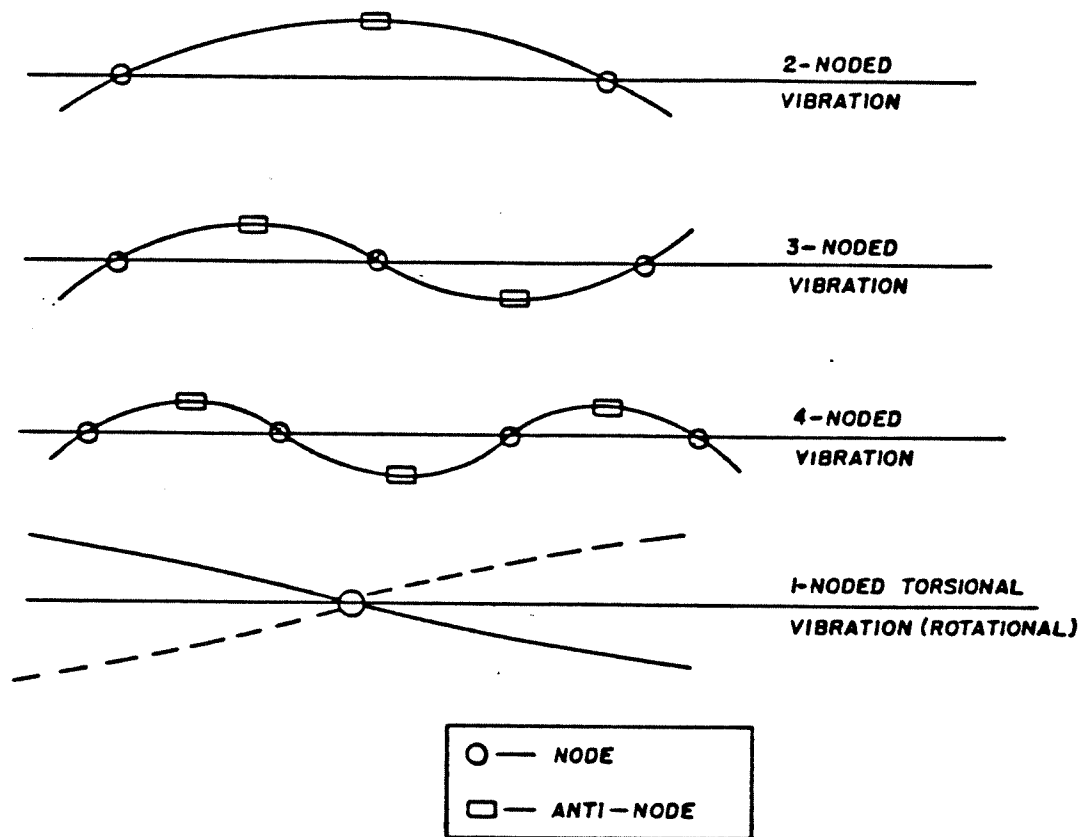 2-NODED
VIBRATION
3-NODED
VIBRATION
4-NODED
VIBRATION
1-NODED TORSIONAL
VIBRATION (ROTATIONAL)
— NODE
— ANTI-NODE